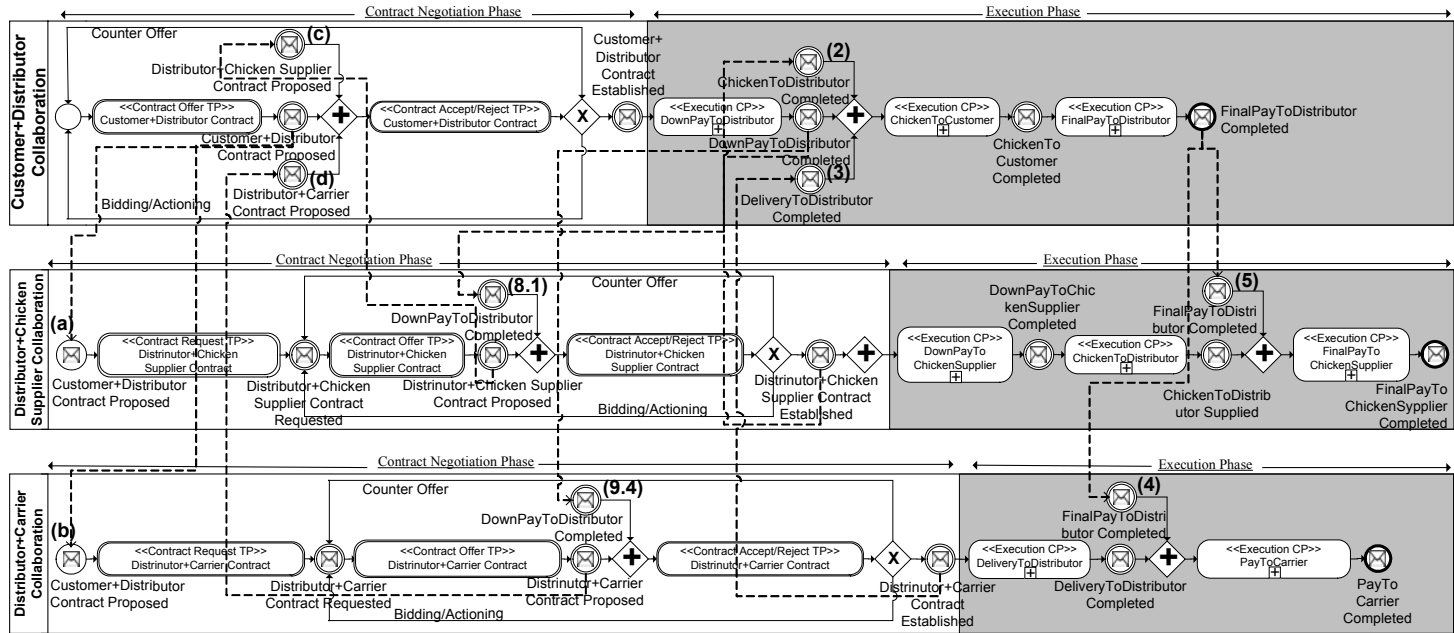 Contract Negotiation Phase
Execution Phase
Customer+Distributor
Collaboration
Counter Offer
(c)
Distributor+Chicken Supplier
Contract Proposed
<<Contract Offer TP>>
Customer+Distributor Contract
Customer+Distributor
Contract Proposed
(d)
Distributor+Carrier
Contract Proposed
Bidding/Actioning
<<Contract Accept/Reject TP>>
Customer+Distributor Contract
X
Customer+
Distributor
Contract
Established
(2)
ChickenToDistributor
Completed
<<Execution CP>>
DownPayToDistributor
DownPayToDistributor
Completed
(3)
DeliveryToDistributor
Completed
<<Execution CP>>
ChickenToCustomer
ChickenTo
Customer
Completed
<<Execution CP>>
FinalPayToDistributor
FinalPayToDistributor
Completed
Contract Negotiation Phase
Execution Phase
Distributor+Chicken
Supplier Collaboration
(a)
Customer+Distributor
Contract Proposed
<<Contract Request TP>>
Distrinutor+Chicken
Supplier Contract
Distributor+Chicken
Supplier Contract
Requested
<<Contract Offer TP>>
Distrinutor+Chicken
Supplier Contract
(8.1)
DownPayToDistributor
Completed
Distrinutor+Chicken Supplier
Contract Proposed
Counter Offer
<<Contract Accept/Reject TP>>
Distrinutor+Chicken
Supplier Contract
X
Bidding/Actioning
Distrinutor+Chicken
Supplier Contract
Established
<<Execution CP>>
DownPayTo
ChickenSupplier
DownPayToChic
kenSupplier
Completed
<<Execution CP>>
ChickenToDistributor
ChickenToDistrib
utor Supplied
(5)
FinalPayToDistri
butor Completed
<<Execution CP>>
FinalPayTo
ChickenSupplier
FinalPayTo
ChickenSypplier
Completed
Contract Negotiation Phase
Execution Phase
Distributor+Carrier
Collaboration
(b)
Customer+Distributor
Contract Proposed
<<Contract Request TP>>
Distrinutor+Carrier Contract
Counter Offer
Distributor+Carrier
Contract Requested
<<Contract Offer TP>>
Distrinutor+Carrier Contract
(9.4)
DownPayToDistributor
Completed
Distrinutor+Carrier
Contract Proposed
<<Contract Accept/Reject TP>>
Distrinutor+Carrier Contract
X
Bidding/Actioning
Distrinutor+Carrier
Contract
Established
<<Execution CP>>
DeliveryToDistributor
(4)
FinalPayToDistri
butor Completed
DeliveryToDistributor
Completed
<<Execution CP>>
PayToCarrier
PayTo
Carrier
Completed